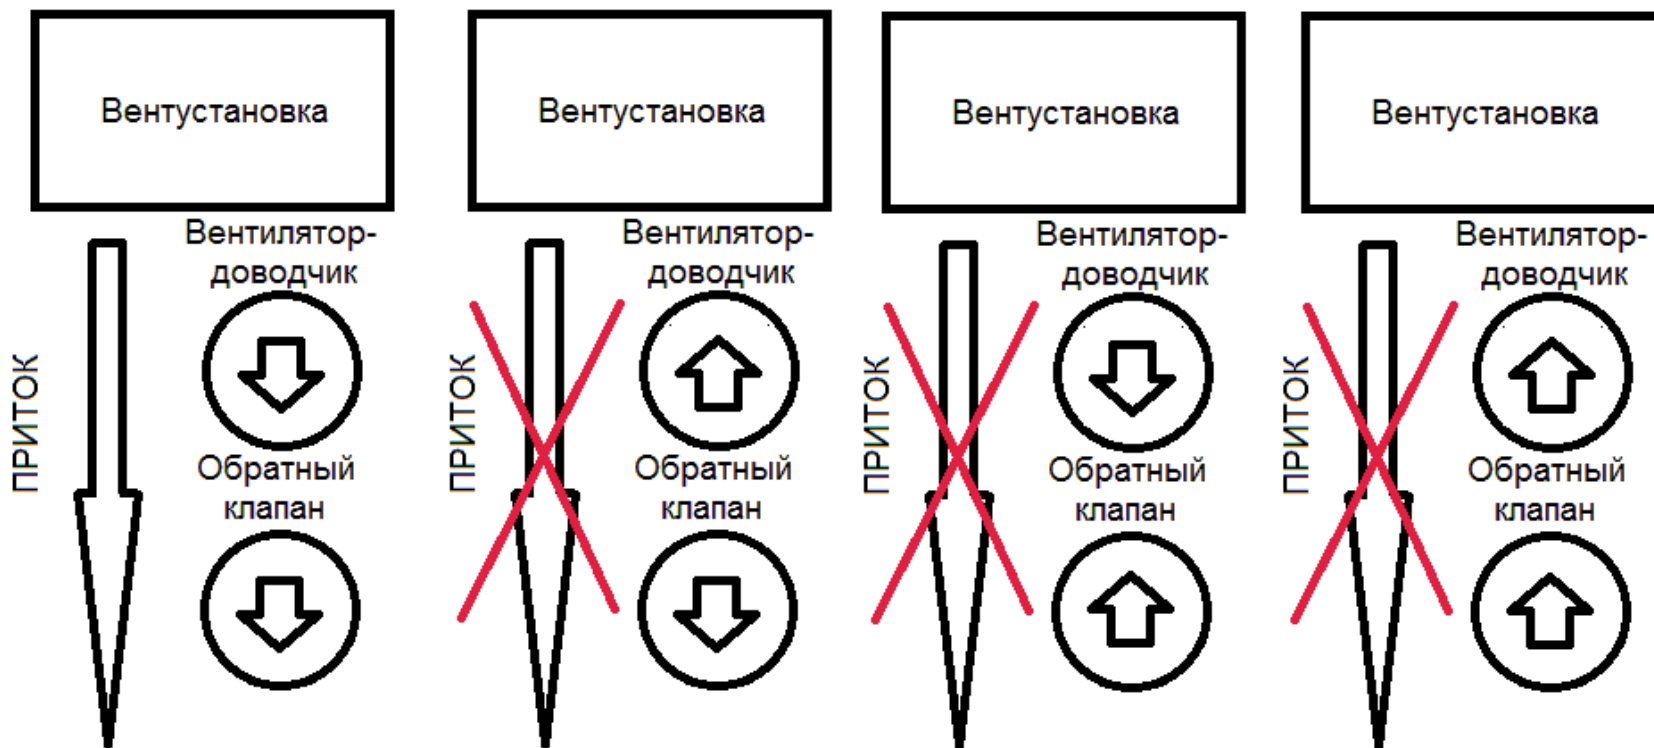 Вентустановка
Вентилятор-
доводчик
ПРИТОК
Обратный
клапан
Вентустановка
Вентилятор-
доводчик
ПРИТОК
Обратный
клапан
Вентустановка
Вентилятор-
доводчик
ПРИТОК
Обратный
клапан
Вентустановка
Вентилятор-
доводчик
ПРИТОК
Обратный
клапан